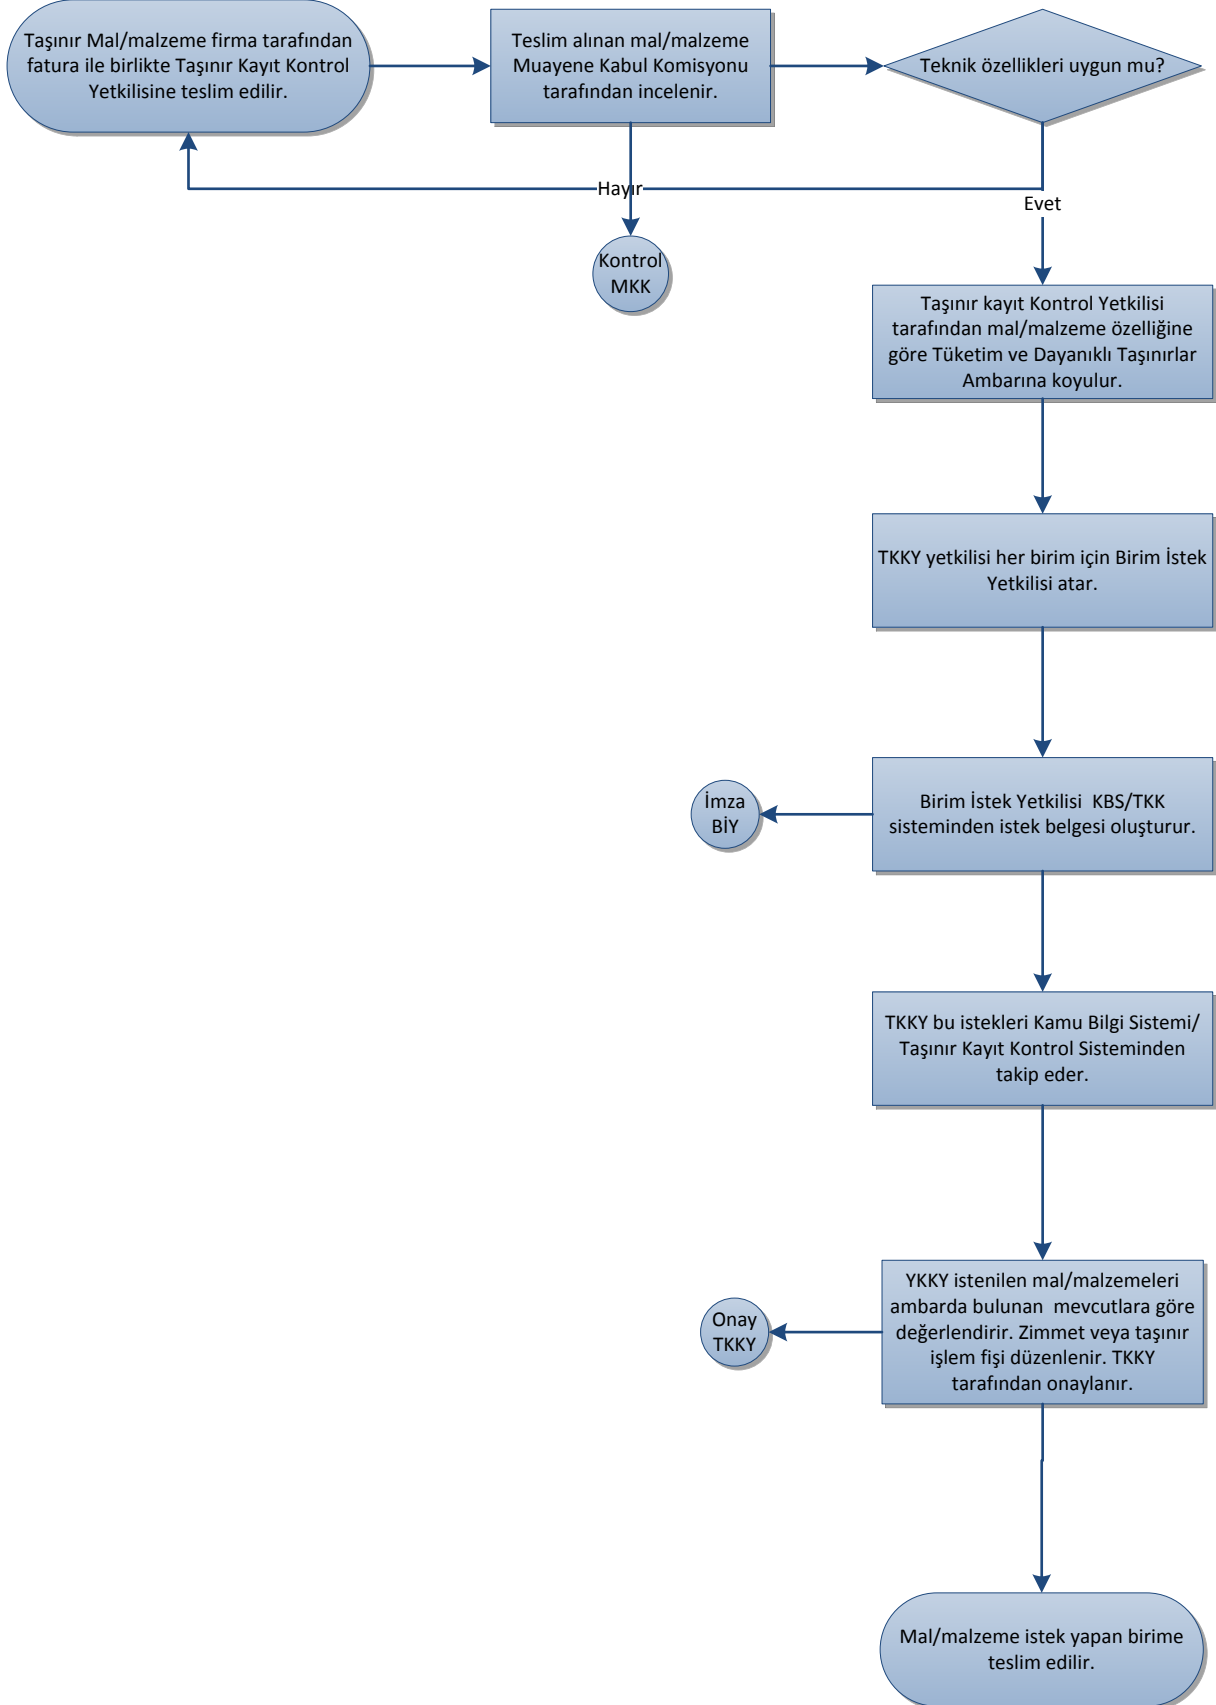 Taşınır Mal/malzeme firma tarafından
fatura ile birlikte Taşınır Kayıt Kontrol
Yetkilisine teslim edilir.
Teslim alınan mal/malzeme
Muayene Kabul Komisyonu
tarafından incelenir.
Teknik özellikleri uygun mu?
Hayır
Evet
Kontrol
MKK
Taşınır kayıt Kontrol Yetkilisi
tarafından mal/malzeme özelliğine
göre Tüketim ve Dayanıklı Taşınırlar
Ambarına koyulur.
TKKY yetkilisi her birim için Birim İstek
Yetkilisi atar.
Birim İstek Yetkilisi  KBS/TKK
sisteminden istek belgesi oluşturur.
İmza
BİY
TKKY bu istekleri Kamu Bilgi Sistemi/
Taşınır Kayıt Kontrol Sisteminden
takip eder.
YKKY istenilen mal/malzemeleri
ambarda bulunan  mevcutlara göre
değerlendirir. Zimmet veya taşınır
işlem fişi düzenlenir. TKKY
tarafından onaylanır.
Onay
TKKY
Mal/malzeme istek yapan birime
teslim edilir.